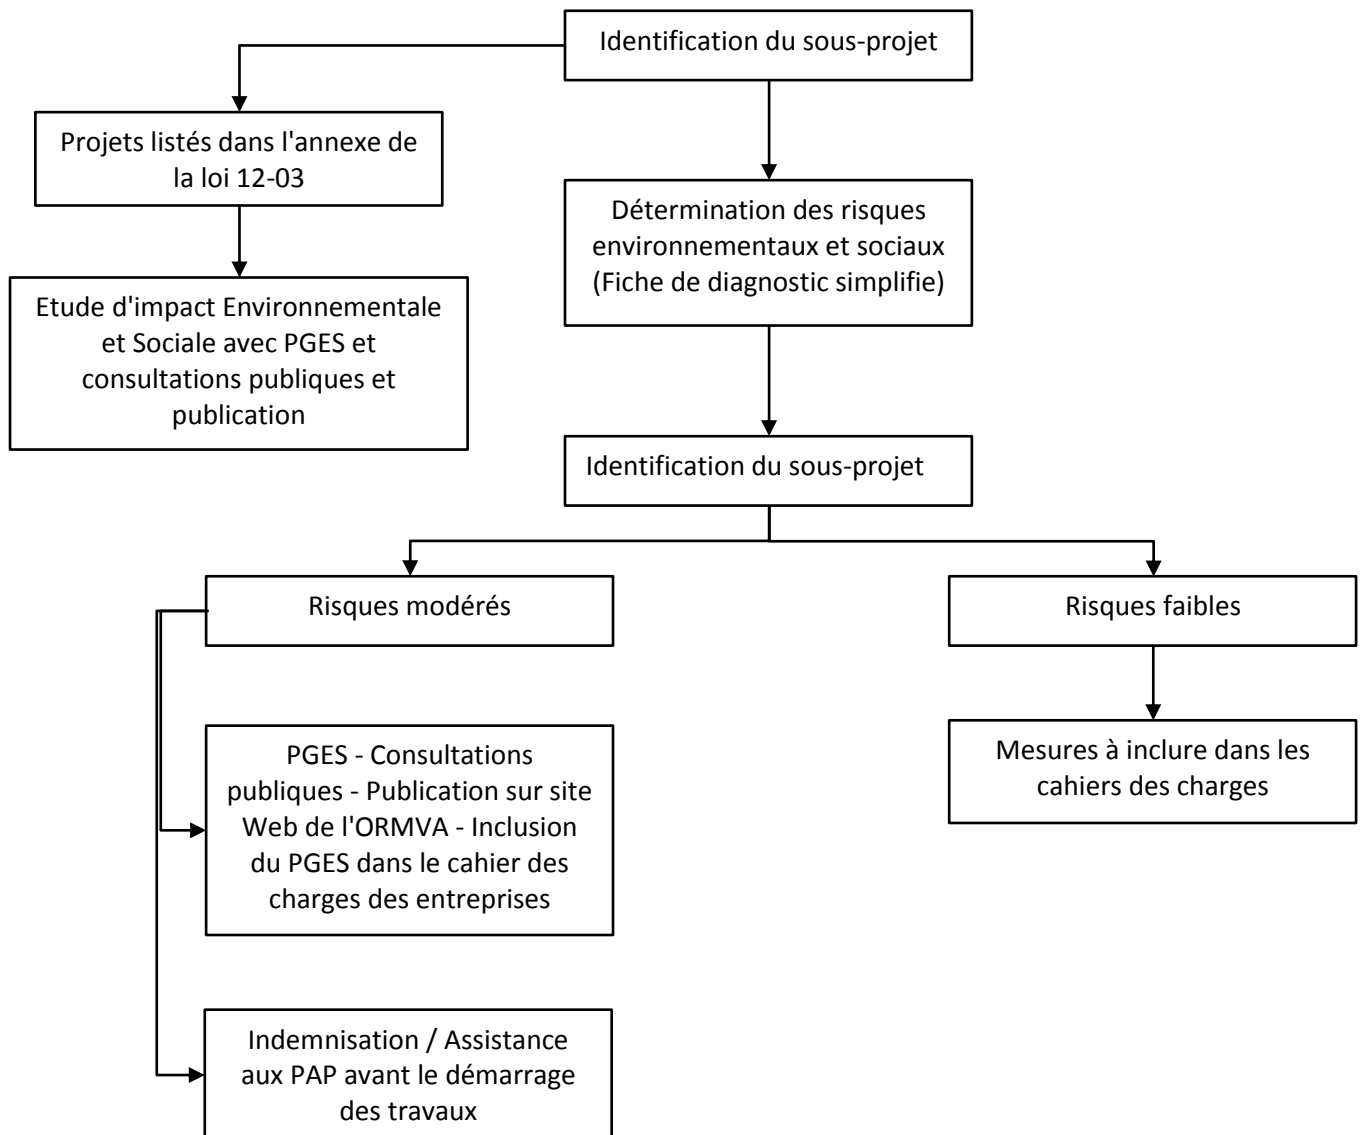 Identification du sous-projet
Projets listés dans l'annexe de
la loi 12-03
Détermination des risques
environnementaux et sociaux
(Fiche de diagnostic simplifie)
Etude d'impact Environnementale
et Sociale avec PGES et
consultations publiques et
publication
Identification du sous-projet
Risques modérés
Risques faibles
PGES - Consultations
publiques - Publication sur site
Web de l'ORMVA - Inclusion
du PGES dans le cahier des
charges des entreprises
Mesures à inclure dans les
cahiers des charges
Indemnisation / Assistance
aux PAP avant le démarrage
des travaux